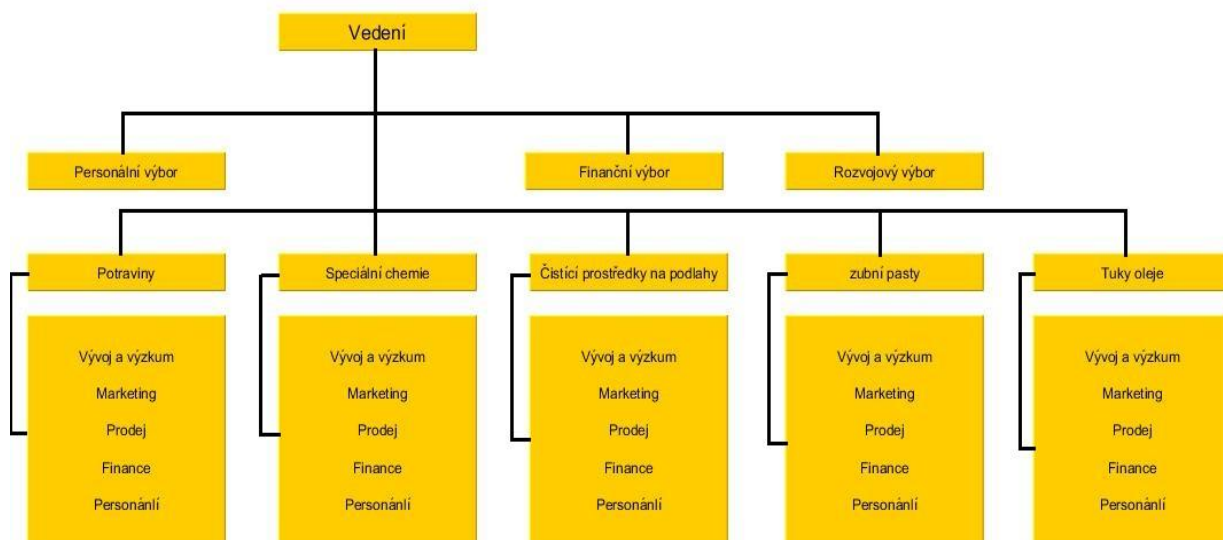 Vedení
Personální výbor
Finanční výbor
Rozvojový výbor
Potraviny
Speciální chemie
Čistící prostředky na podlahy
zubní pasty
Tuky oleje
Vývoj a výzkum
Marketing
Prodej
Finance
Personánlí
Vývoj a výzkum
Marketing
Prodej
Finance
Personánlí
Vývoj a výzkum
Marketing
Prodej
Finance
Personánlí
Vývoj a výzkum
Marketing
Prodej
Finance
Personánlí
Vývoj a výzkum
Marketing
Prodej
Finance
Personánlí